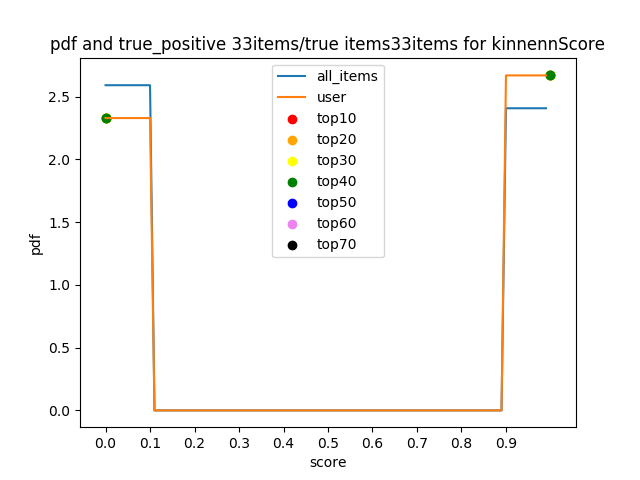 pdf and true_positive 33items/true items33items for kinnennScore
all_items
user
top10
top20
top30
top40
top50
top60
top70
2.5
2.0
1.5
1.0
0.5
0.0
pdf
0.0 0.1 0.2 0.3 0.4 0.5 0.6 0.7 0.8 0.9
score